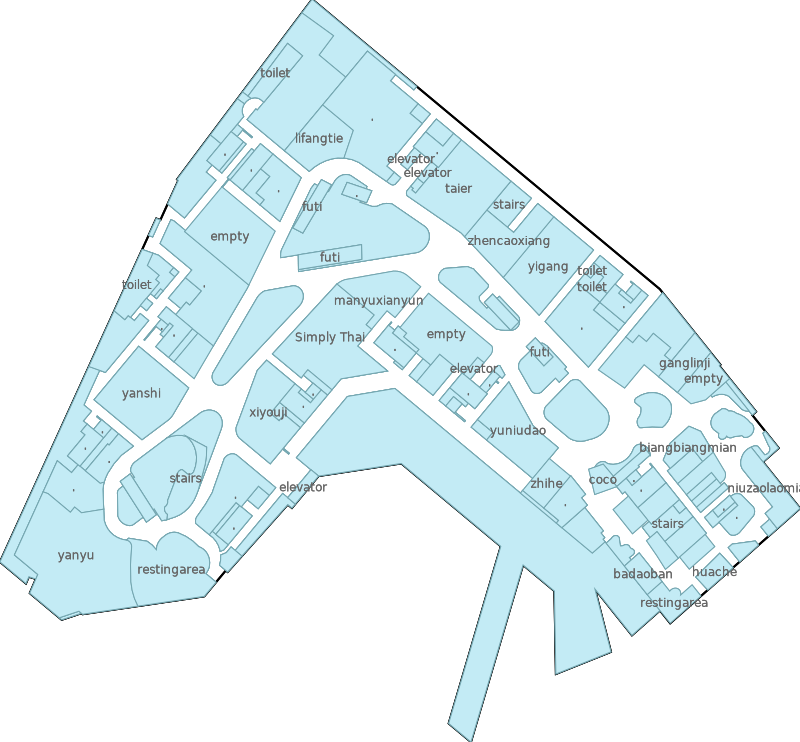 toilet
lifangtie
elevator
elevator
taier
stairs
futi
empty
zhencaoxiang
futi
yigang
toilet
toilet
toilet
manyuxianyun
Simply Thai
empty
futi
elevator
ganglinji
empty
yanshi
xiyouji
yuniudao
biangbiangmian
stairs
elevator
zhihe
coco
niuzaolaomia
stairs
yanyu
restingarea
badaoban
huache
restingarea